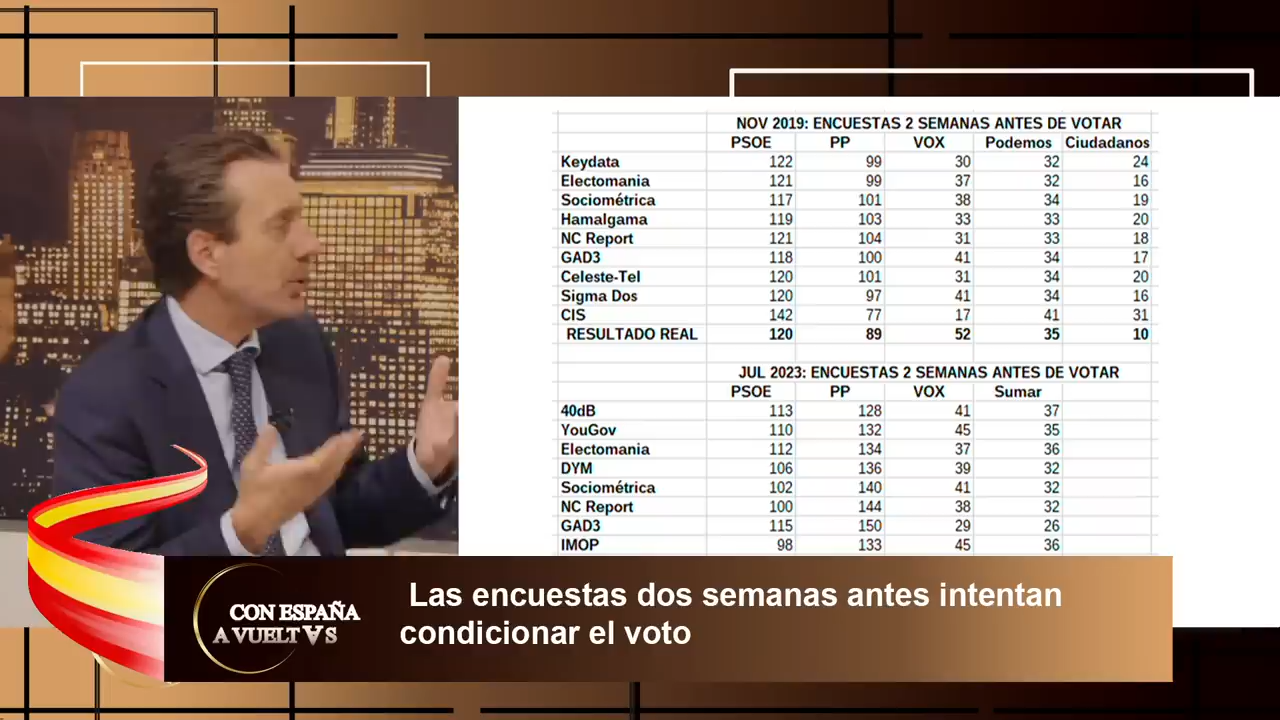 NOV 2019: ENCUESTAS 2 SEMANAS ANTES DE VOTAR
PSOE PP VOX Podemos Ciudadanos
Keydata 122 99 30 32 24
Electomania 121 99 37 32 16
Sociométrica 117 101 38 34 19
Hamalgama 119 103 33 33 20
NC Report 121 104 31 33 18
GAD3 118 100 41 34 17
Celeste-Tel 120 101 31 34 20
Sigma Dos 120 97 41 34 16
CIS 142 77 17 41 31
RESULTADO REAL 120 89 52 35 10
JUL 2023: ENCUESTAS 2 SEMANAS ANTES DE VOTAR
PSOE PP VOX Sumar
40dB 113 128 41 37
YouGov 110 132 45 35
Electomania 112 134 37 36
DYM 106 136 39 32
Sociométrica 102 140 41 32
NC Report 100 144 38 32
GAD3 115 150 29 26
IMOP 98 133 45 36
CON ESPAÑA
A VUELT∀S
Las encuestas dos semanas antes intentan
condicionar el voto